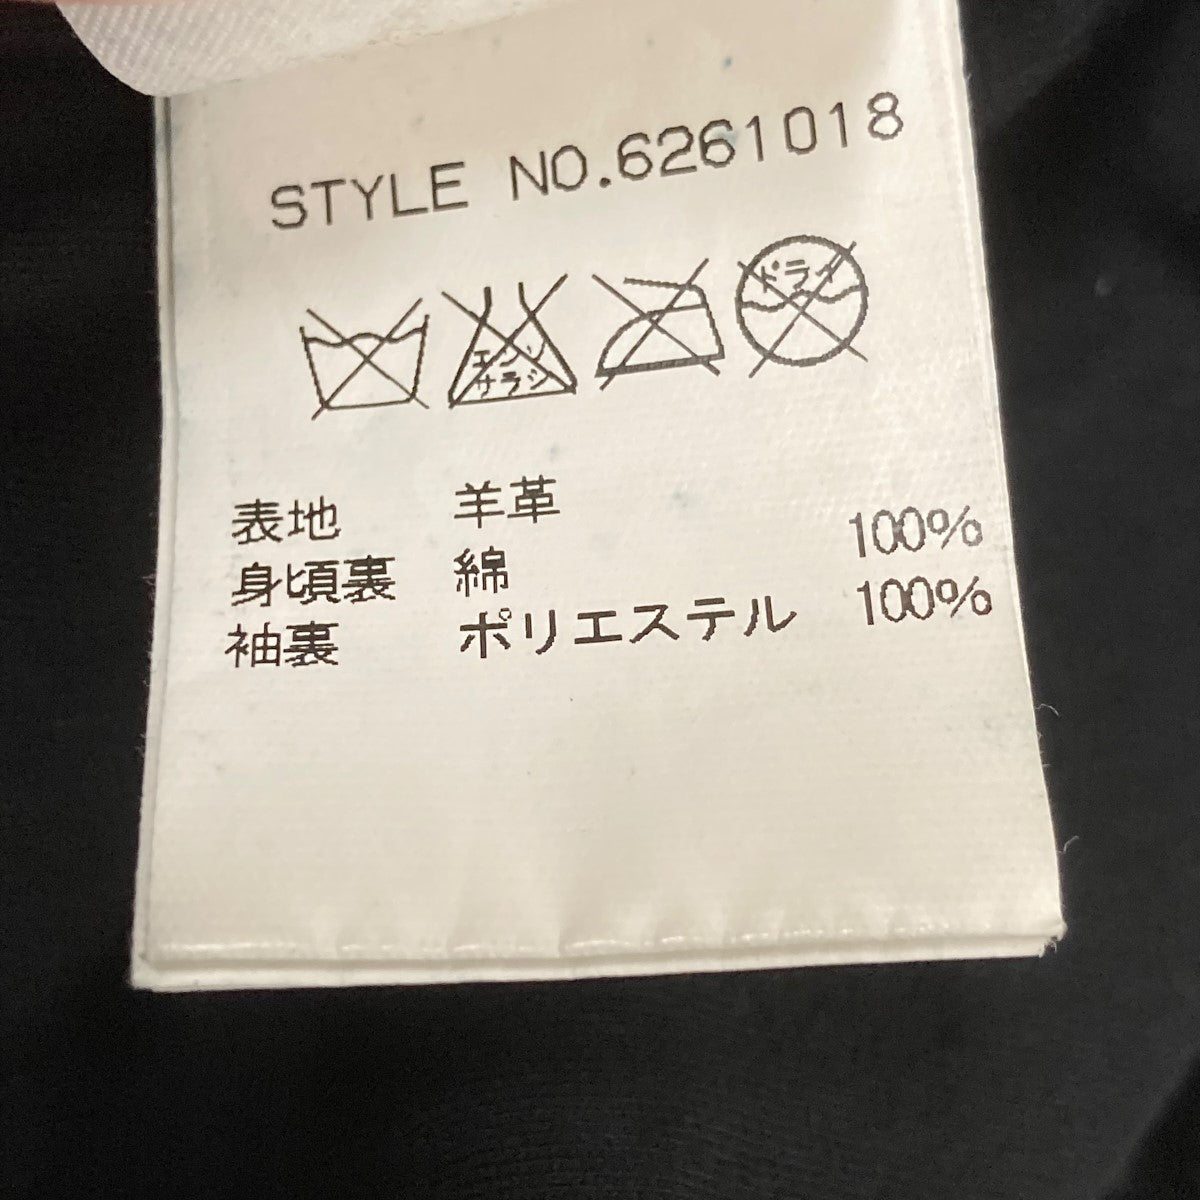 STYLE NO.6261018
エンソ サラシ ドライ
表地 羊革
身頃裏 綿 100%
袖裏 ポリエステル 100%